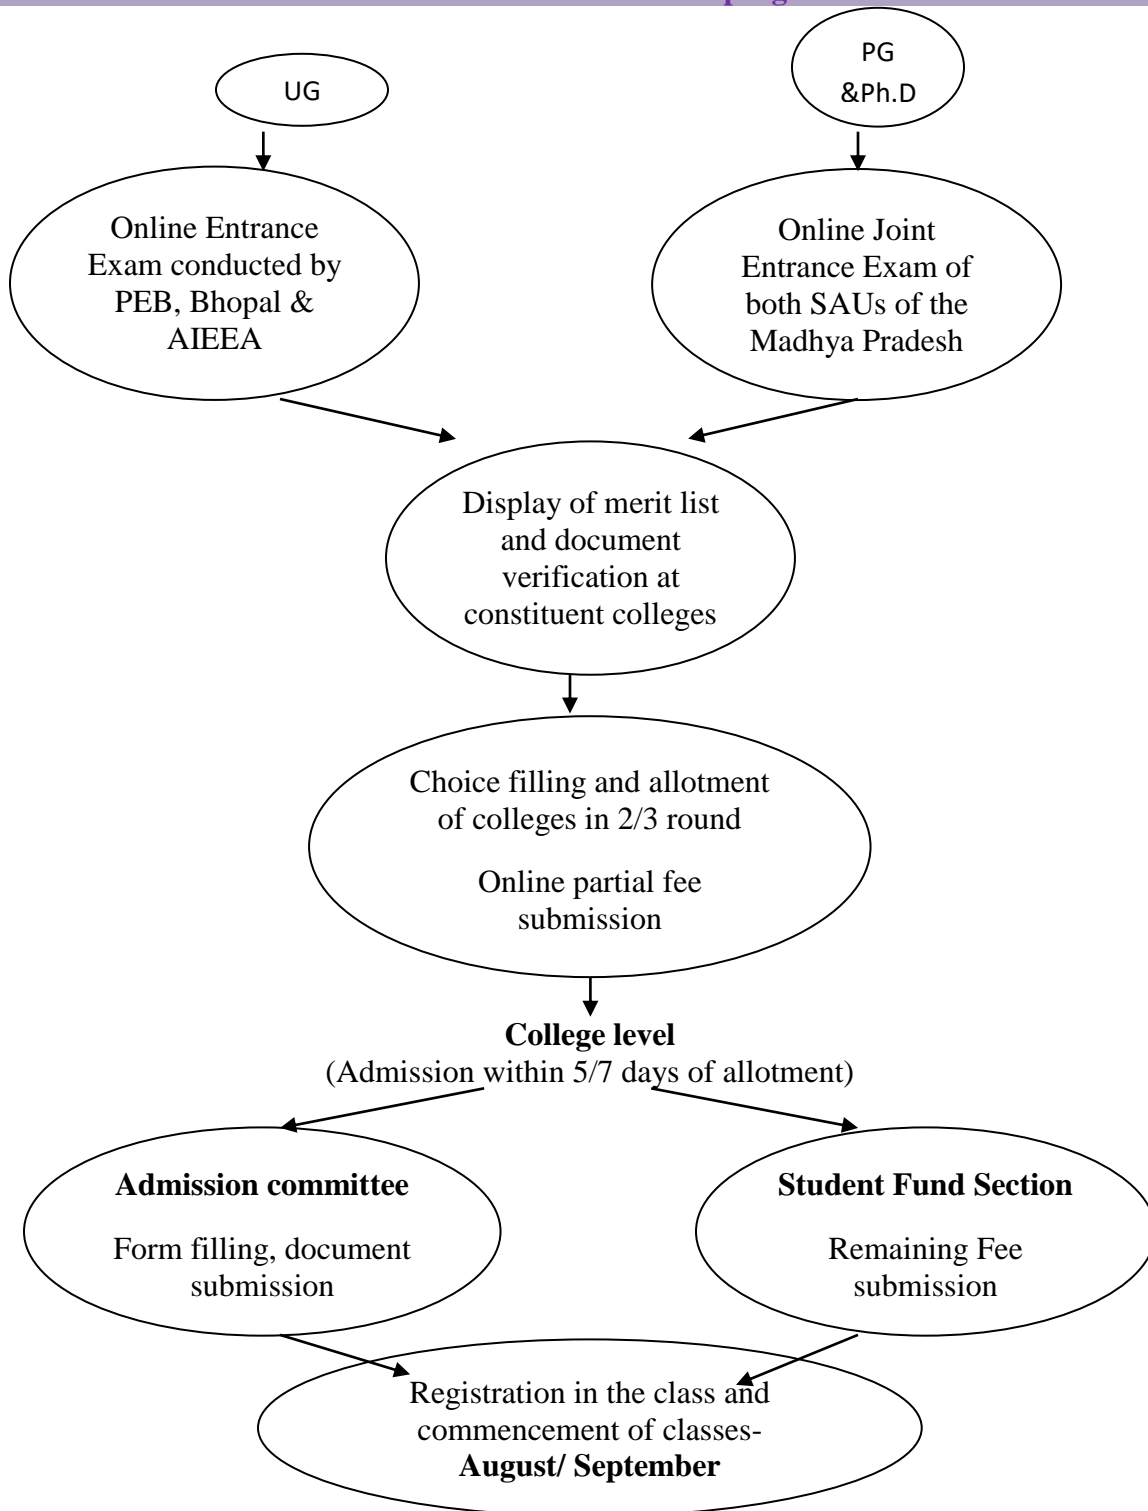 UG
PG
&Ph.D
Online Entrance
Exam conducted by
PEB, Bhopal &
AIEEA
Online Joint
Entrance Exam of
both SAUs of the
Madhya Pradesh
Display of merit list
and document
verification at
constituent colleges
Choice filling and allotment
of colleges in 2/3 round
Online partial fee
submission
College level
(Admission within 5/7 days of allotment)
Admission committee
Form filling, document
submission
Student Fund Section
Remaining Fee
submission
Registration in the class and
commencement of classes-
August/ September